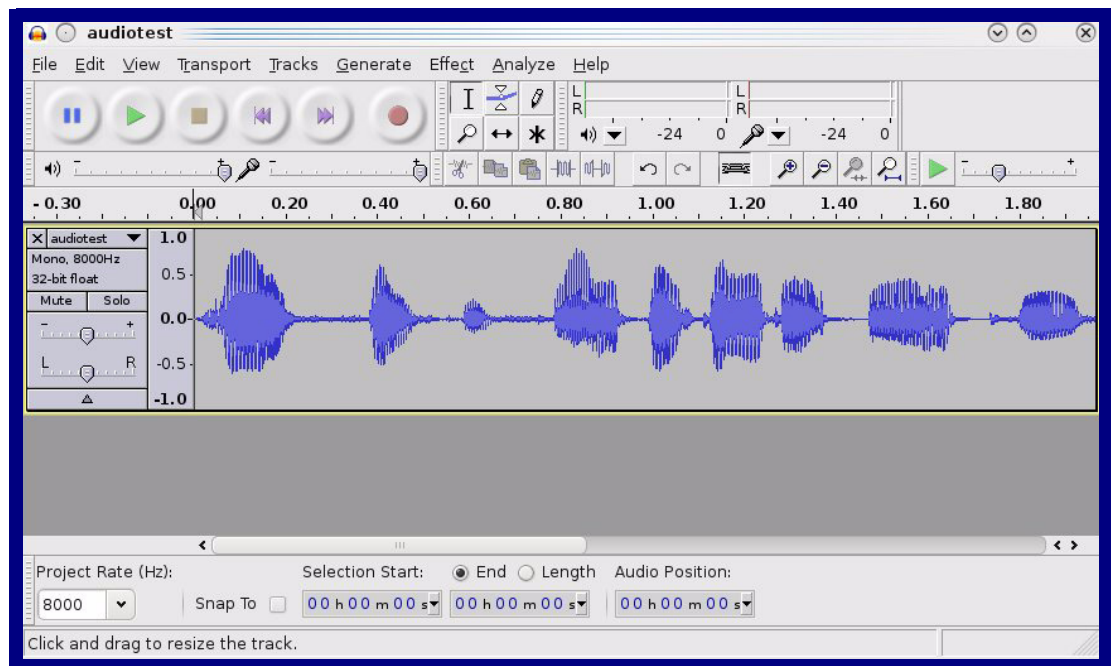 audiotest
File Edit View Transport Tracks Generate Effect Analyze Help
L
R
-24 0
L
R
-24 0
- +
- 0.30 0.00 0.20 0.40 0.60 0.80 1.00 1.20 1.40 1.60 1.80
X audiotest
Mono, 8000Hz
32-bit float
Mute Solo
- +
L R
1.0
0.5
0.0
-0.5
-1.0
Project Rate (Hz):
Selection Start: End Length Audio Position:
8000
Snap To
00 h 00 m 00 s
00 h 00 m 00 s
00 h 00 m 00 s
Click and drag to resize the track.